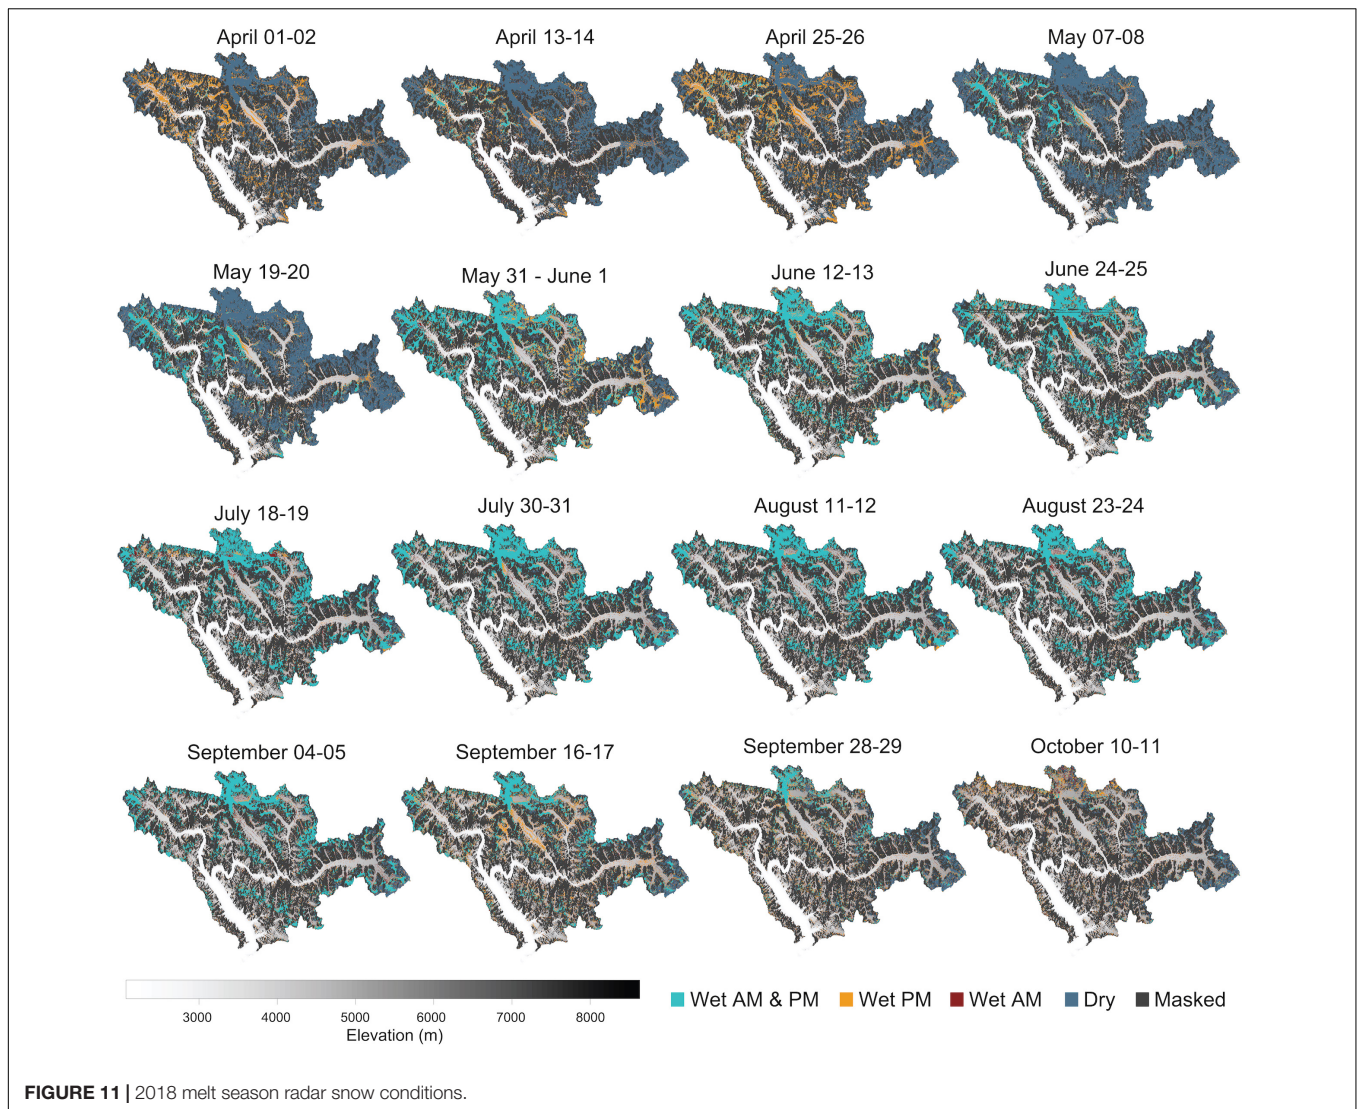 April 01-02
April 13-14
April 25-26
May 07-08
May 19-20
May 31 - June 1
June 12-13
June 24-25
July 18-19
July 30-31
August 11-12
August 23-24
September 04-05
September 16-17
September 28-29
October 10-11
3000 4000 5000 6000 7000 8000
Elevation (m)
Wet AM & PM Wet PM Wet AM Dry Masked
FIGURE 11 | 2018 melt season radar snow conditions.